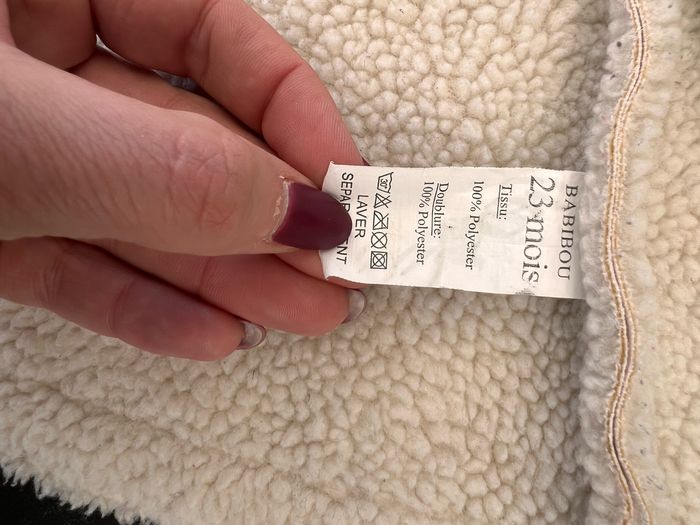 BABIBOU
23 mois
Tissu:
100% Polyester
Doublure:
100% Polyester
30
LAVER